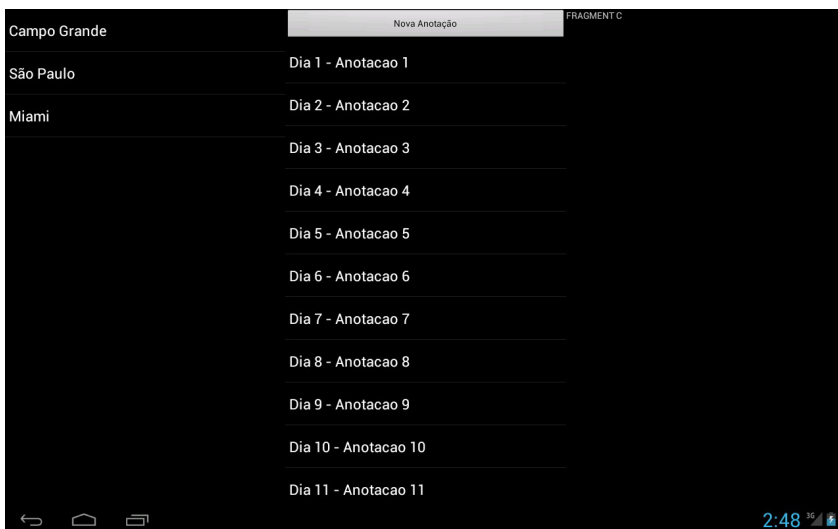 Campo Grande
São Paulo
Miami
Nova Anotação
Dia 1 - Anotacao 1
Dia 2 - Anotacao 2
Dia 3 - Anotacao 3
Dia 4 - Anotacao 4
Dia 5 - Anotacao 5
Dia 6 - Anotacao 6
Dia 7 - Anotacao 7
Dia 8 - Anotacao 8
Dia 9 - Anotacao 9
Dia 10 - Anotacao 10
Dia 11 - Anotacao 11
FRAGMENT C
2:48 3G